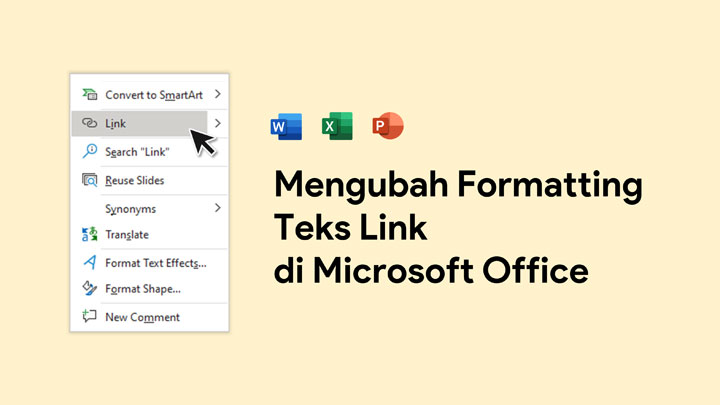 Convert to SmartArt
Link
Search "Link"
Reuse Slides
Synonyms
Translate
Format Text Effects...
Format Shape...
New Comment
W
X
P
Mengubah Formatting
Teks Link
di Microsoft Office